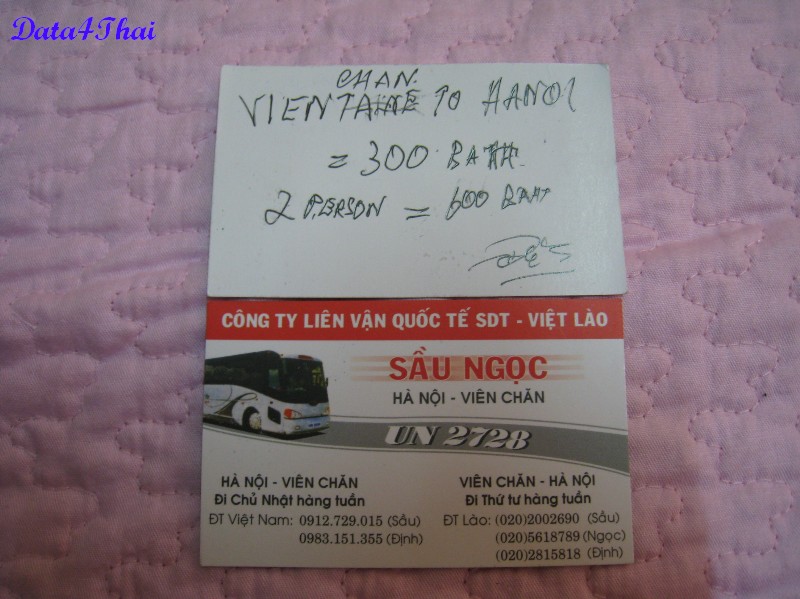 Data4Thai
CHAN.
VIENTANE TO HANOI
= 300 BATH.
2 PERSON = 600 BAHT
CÔNG TY LIÊN VẬN QUỐC TẾ SDT - VIỆT LÀO
SẦU NGỌC
HÀ NỘI - VIÊN CHĂN
UN 2728
HÀ NỘI - VIÊN CHĂN
Đi Chủ Nhật hàng tuần
ĐT Việt Nam: 0912.729.015 (Sầu)
0983.151.355 (Định)
VIÊN CHĂN - HÀ NỘI
Đi Thứ tư hàng tuần
ĐT Lào: (020)2002690 (Sầu)
(020)5618789 (Ngọc)
(020)2815818 (Định)